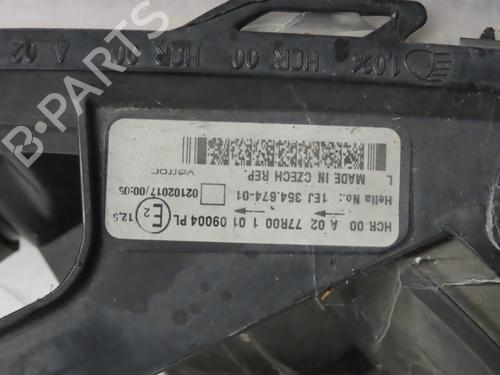 HCR 00 A 02 77R00 1 01 09004 PL
E2 12,5
Hella No.: 1EJ 354.674-01
02102017/00:05
MADE IN CZECH REP. L
varroc
1.0% HCR 00 HCR 00 A 02
B-PARTS